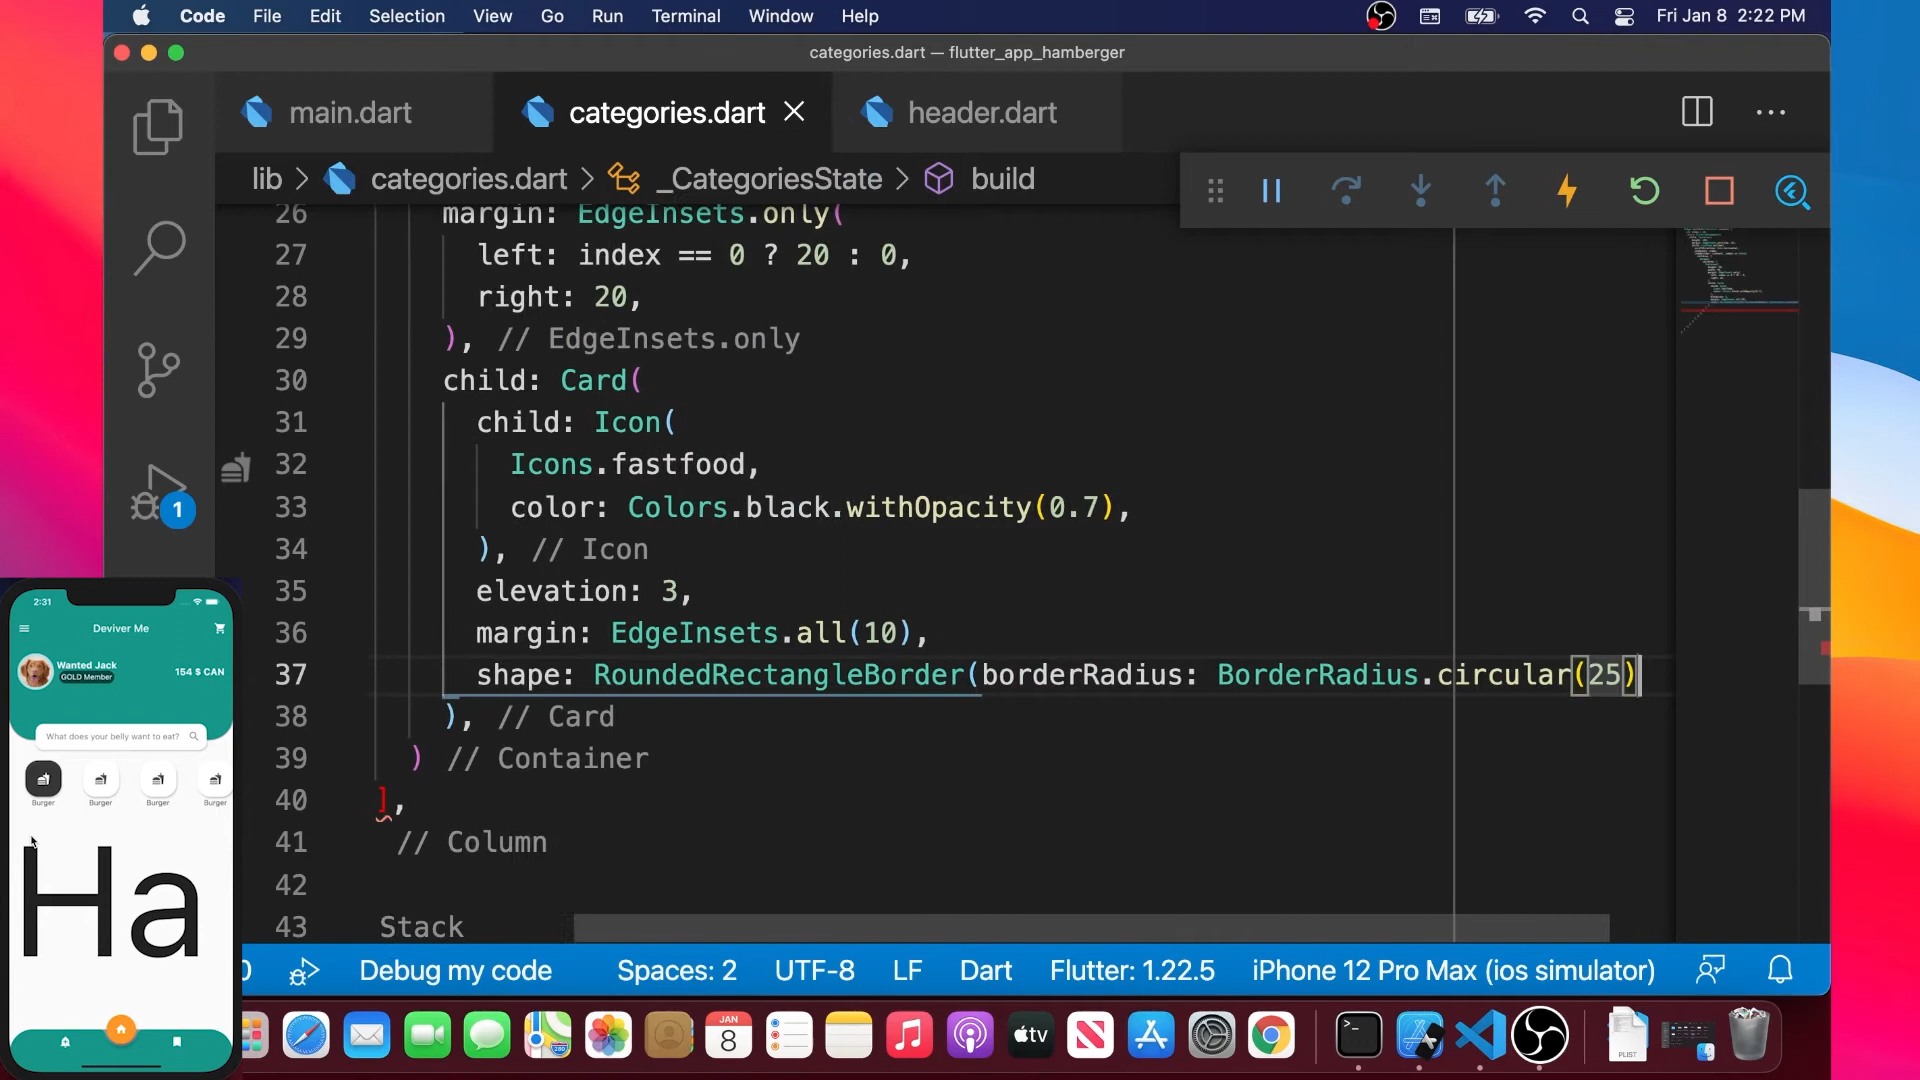 Code File Edit Selection View Go Run Terminal Window Help Fri Jan 8 2:22 PM
categories.dart — flutter_app_hamberger
main.dart categories.dart header.dart
lib > categories.dart > _CategoriesState > build
26 margin: EdgeInsets.only(
27 left: index == 0 ? 20 : 0,
28 right: 20,
29 ), // EdgeInsets.only
30 child: Card(
31 child: Icon(
32 Icons.fastfood,
33 color: Colors.black.withOpacity(0.7),
34 ), // Icon
35 elevation: 3,
36 margin: EdgeInsets.all(10),
37 shape: RoundedRectangleBorder(borderRadius: BorderRadius.circular(25)
38 ), // Card
39 ) // Container
40 ],
41 // Column
42
43 Stack
1
2:31
Deviver Me
Wanted Jack
GOLD Member
154 $ CAN
What does your belly want to eat?
Burger Burger Burger Burger
Ha
0 Debug my code Spaces: 2 UTF-8 LF Dart Flutter: 1.22.5 iPhone 12 Pro Max (ios simulator)
JAN
8
tv
PLIST